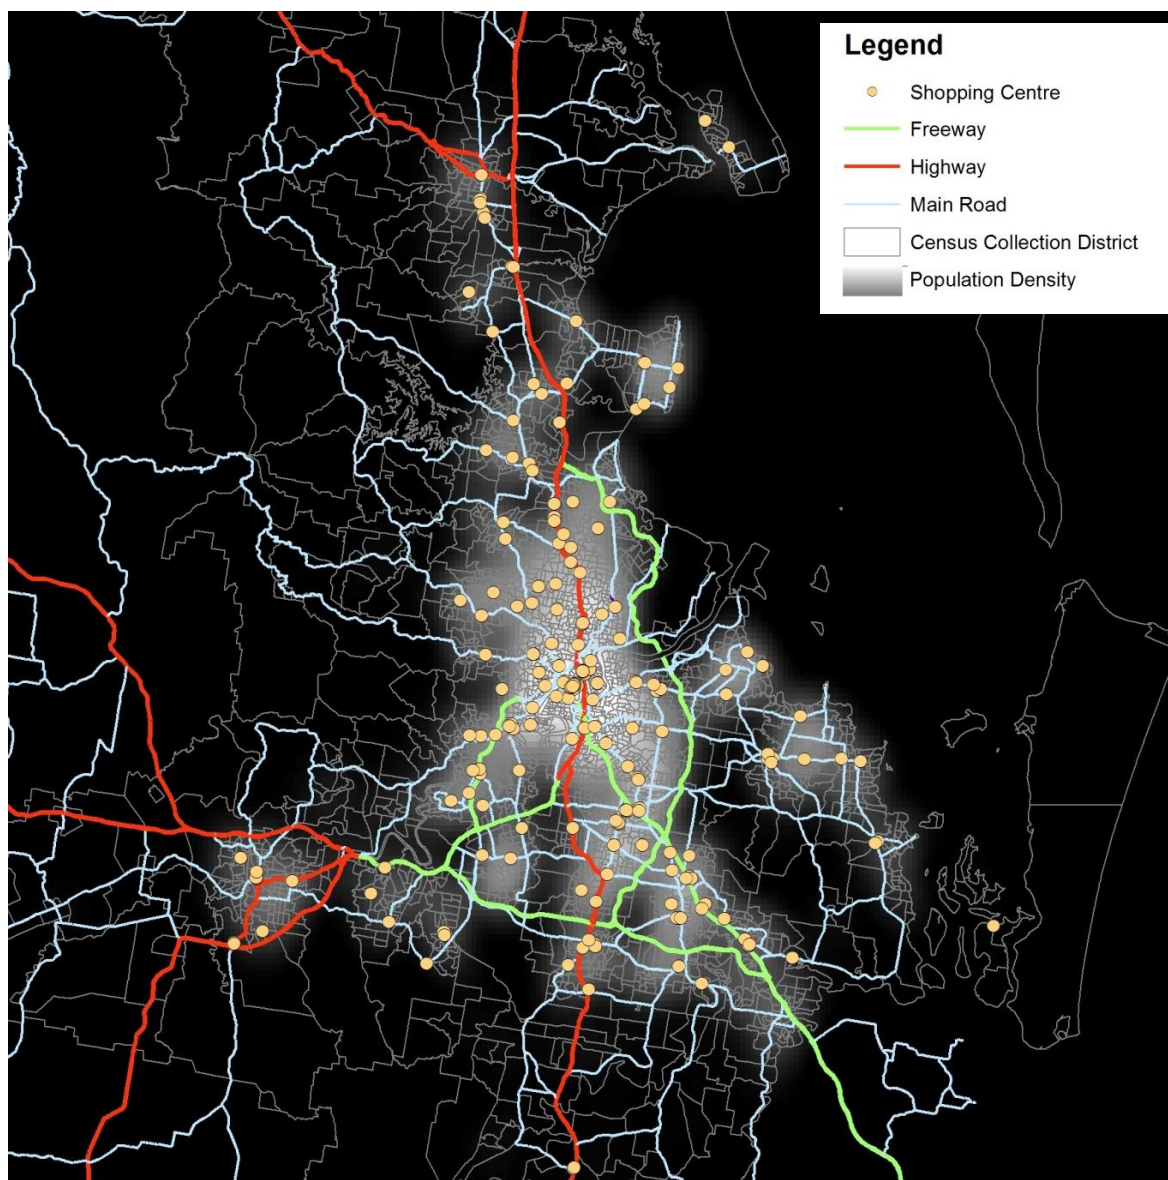 Legend
Shopping Centre
Freeway
Highway
Main Road
Census Collection District
Population Density